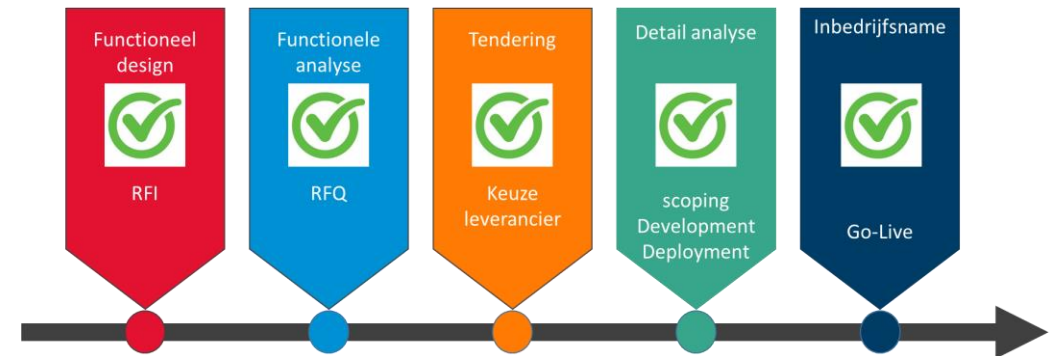 Functioneel
design
RFI
Functionele
analyse
RFQ
Tendering
Keuze
leverancier
Detail analyse
scoping
Development
Deployment
Inbedrijfsname
Go-Live